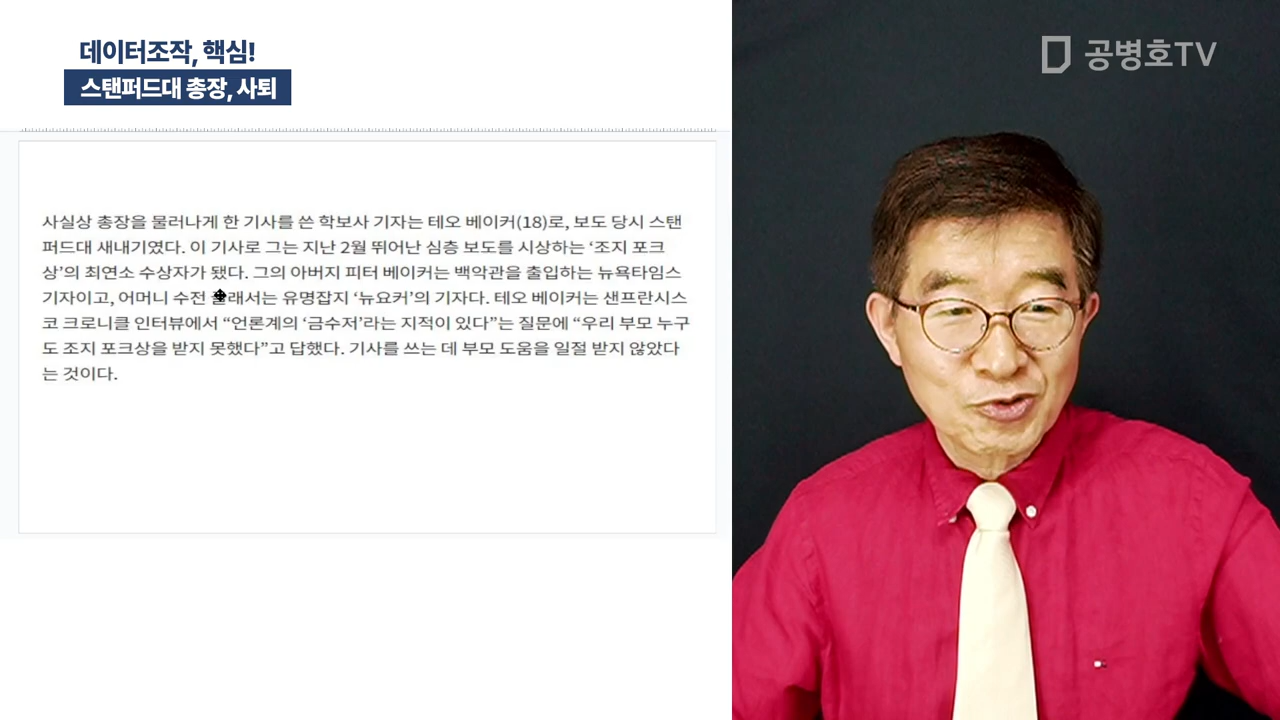 데이터조작, 핵심!
스탠퍼드대 총장, 사퇴
공병호TV
사실상 총장을 물러나게 한 기사를 쓴 학보사 기자는 테오 베이커(18)로, 보도 당시 스탠
퍼드대 새내기였다. 이 기사로 그는 지난 2월 뛰어난 심층 보도를 시상하는 ‘조지 포크
상’의 최연소 수상자가 됐다. 그의 아버지 피터 베이커는 백악관을 출입하는 뉴욕타임스
기자이고, 어머니 수전 유명잡지 ‘뉴요커’의 기자다. 테오 베이커는 샌프란시스
코 크로니클 인터뷰에서 “언론계의 ‘금수저’라는 지적이 있다”는 질문에 “우리 부모 누구
도 조지 포크상을 받지 못했다”고 답했다. 기사를 쓰는 데 부모 도움을 일절 받지 않았다
는 것이다.